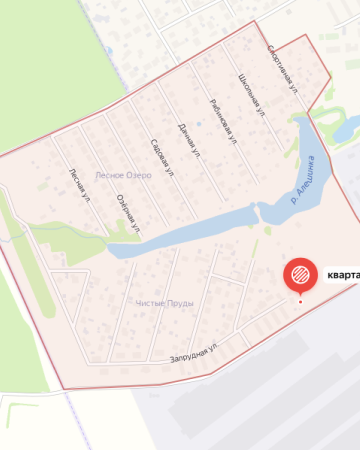 Спортивная ул.
Школьная ул.
Рябиновая ул.
Дачная ул.
Садовая ул.
р. Алешинка
Лесное Озеро
Лесная ул.
Озёрная ул.
кварта
Чистые Пруды
Запрудная ул.